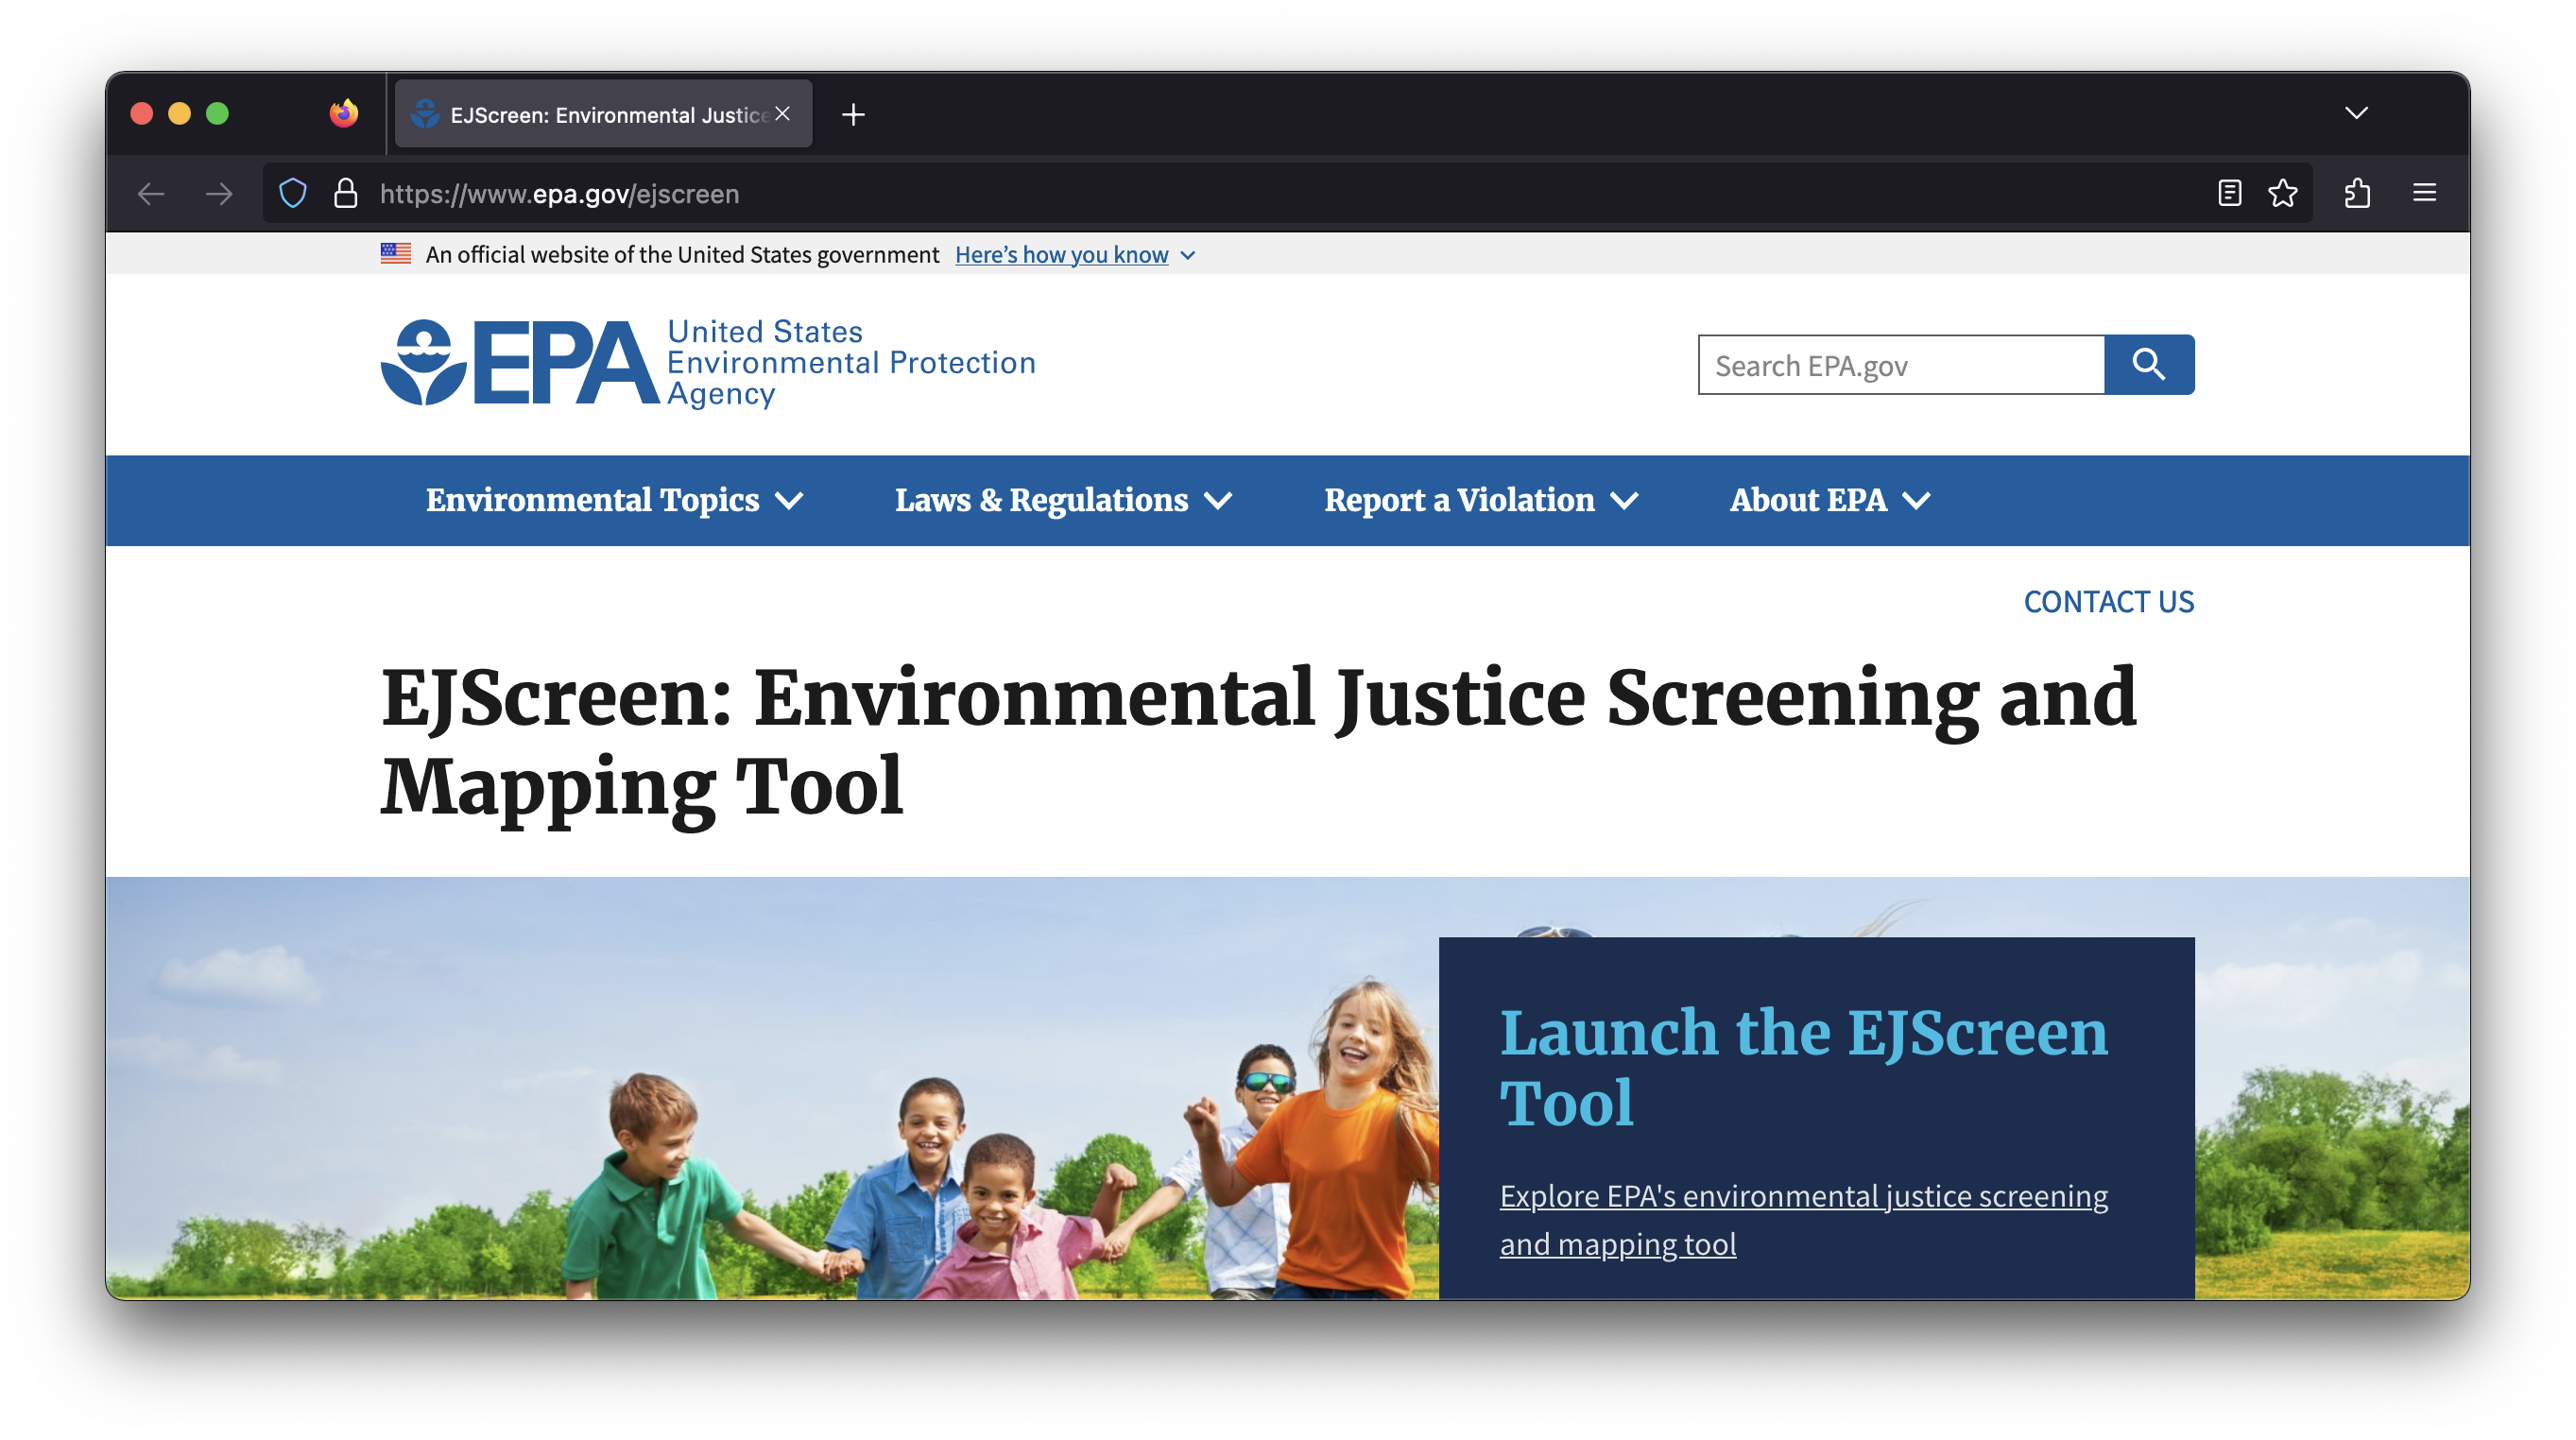 EJScreen: Environmental Justice
https://www.epa.gov/ejscreen
An official website of the United States government Here's how you know
EPA
United States
Environmental Protection
Agency
Search EPA.gov
Environmental Topics Laws & Regulations Report a Violation About EPA
CONTACT US
EJScreen: Environmental Justice Screening and
Mapping Tool
Launch the EJScreen
Tool
Explore EPA's environmental justice screening
and mapping tool